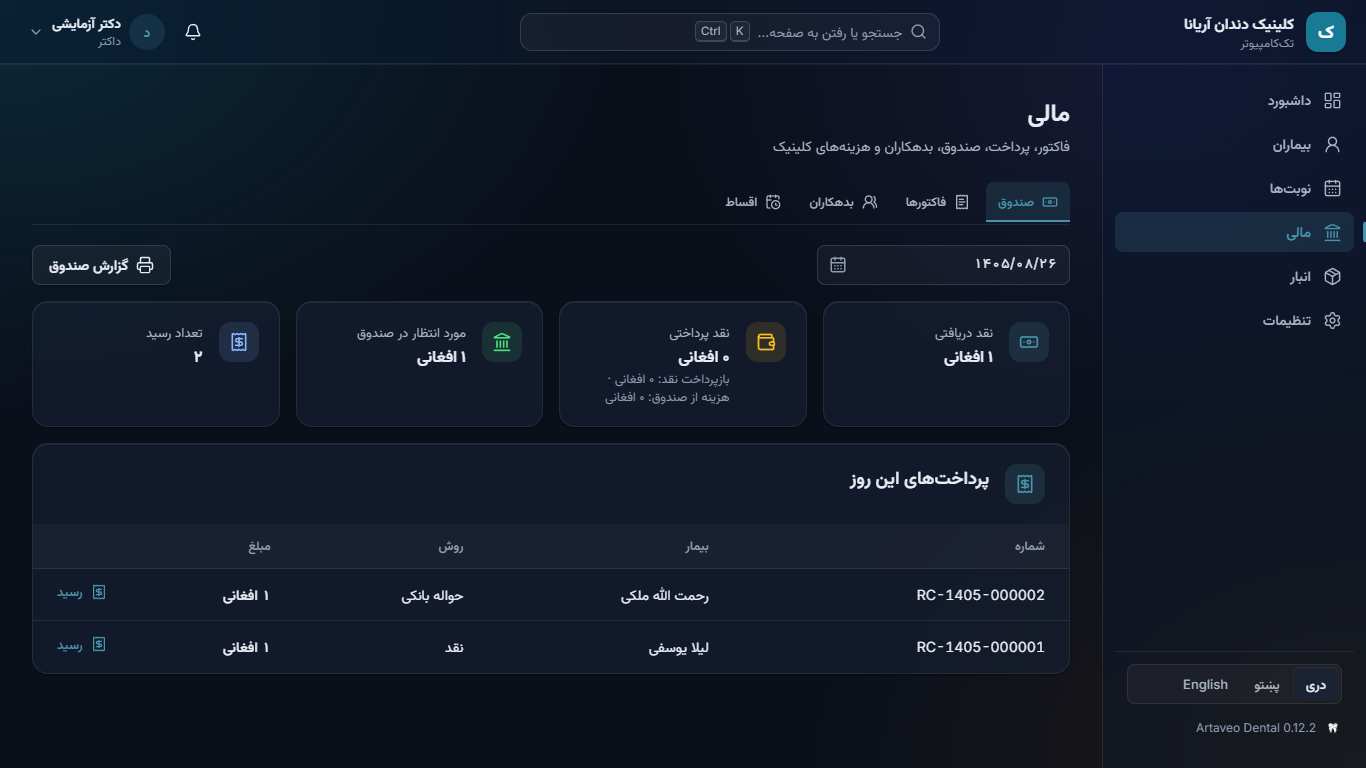 کلینیک دندان آریانا
تک‌کامپیوتر
جستجو یا رفتن به صفحه... K Ctrl
د
دکتر آزمایشی
داکتر
داشبورد
بیماران
نوبت‌ها
مالی
انبار
تنظیمات
دری پښتو English
Artaveo Dental 0.12.2
مالی
فاکتور، پرداخت، صندوق، بدهکاران و هزینه‌های کلینیک
صندوق فاکتورها بدهکاران اقساط
۱۴۰۵/۰۸/۲۶
گزارش صندوق
نقد دریافتی
۱ افغانی
نقد پرداختی
۰ افغانی
بازپرداخت نقد: ۰ افغانی ·
هزینه از صندوق: ۰ افغانی
مورد انتظار در صندوق
۱ افغانی
تعداد رسید
۲
پرداخت‌های این روز
شماره بیمار روش مبلغ
RC-1405-000002 رحمت الله ملکی حواله بانکی ۱ افغانی رسید
RC-1405-000001 لیلا یوسفی نقد ۱ افغانی رسید